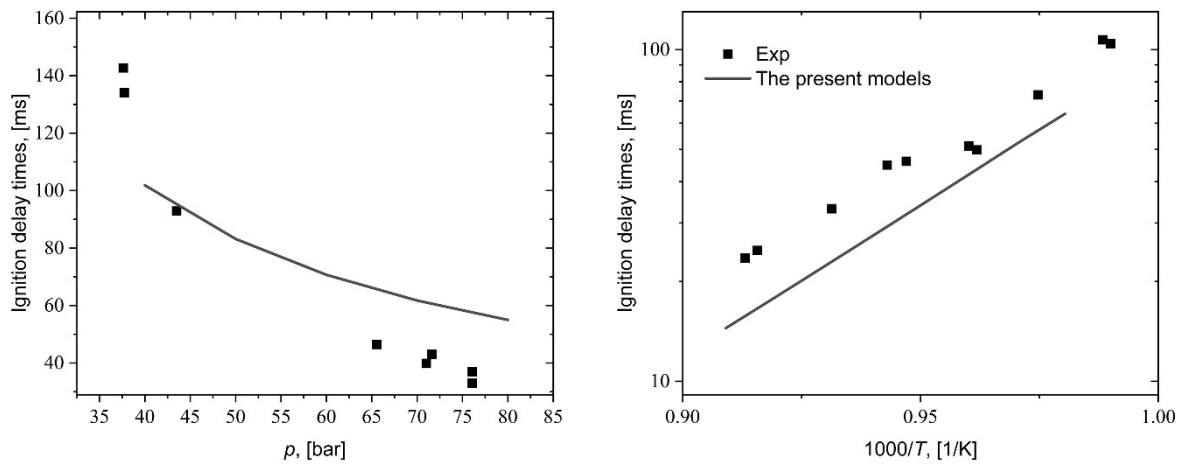 160
140
120
100
80
60
40
Ignition delay times, [ms]
35 40 45 50 55 60 65 70 75 80 85
p, [bar]
100
10
Ignition delay times, [ms]
Exp
The present models
0.90 0.95 1.00
1000/T, [1/K]